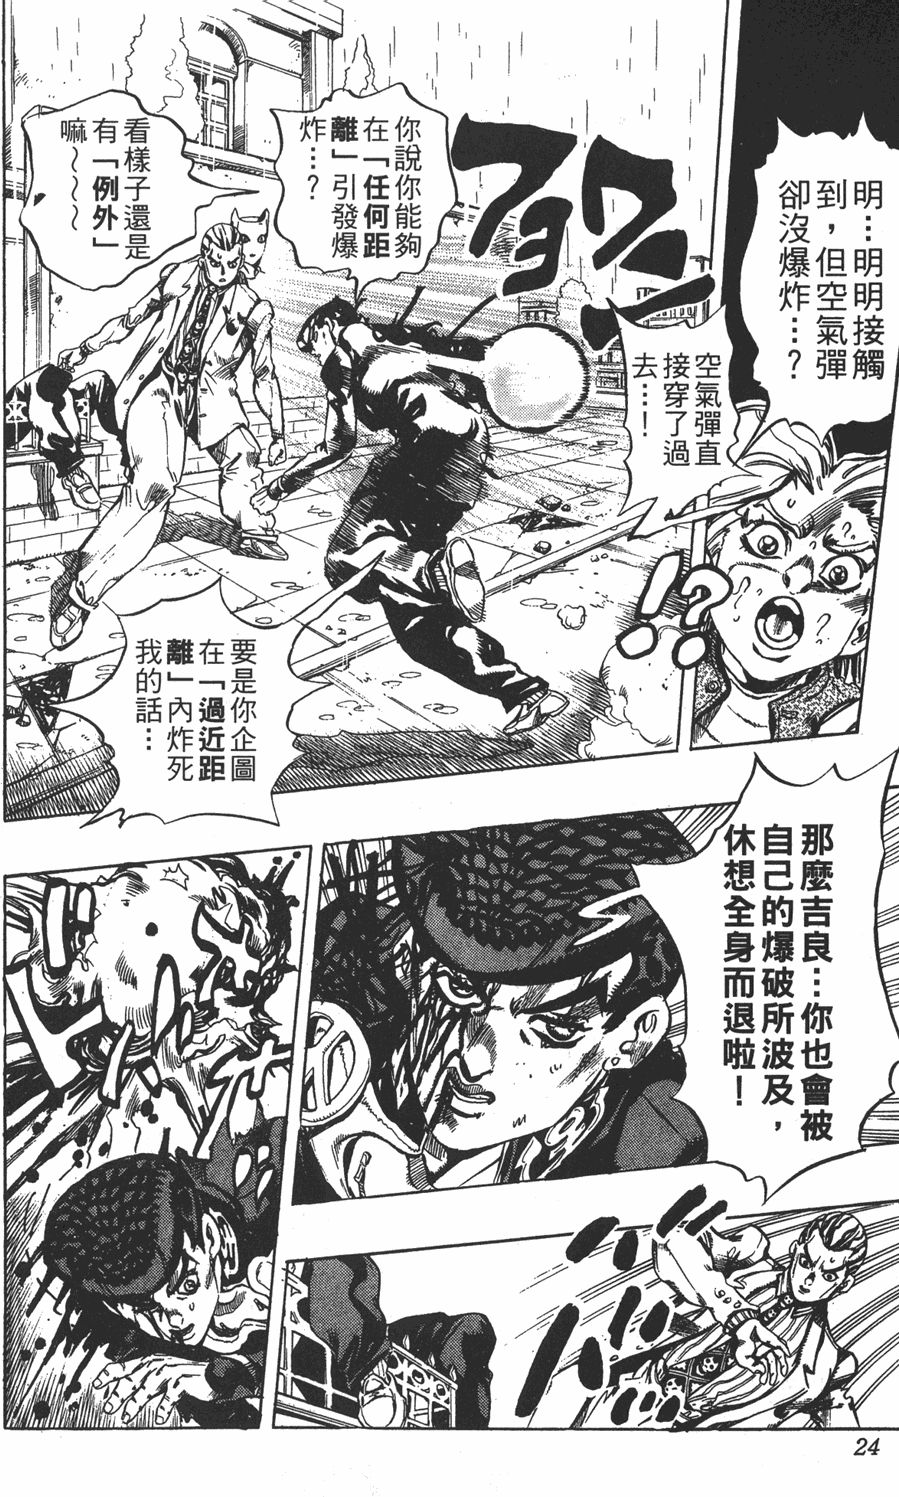 明…明明接觸
到，但空氣彈
卻沒爆炸…？
空氣彈直
接穿了過
去…！
!?
你說你能夠
在「任何距
離」引發爆
炸…？
看樣子還是
有「例外」
嘛～～～
要是你企圖
在「過近距
離」內炸死
我的話…
那麼吉良…你也會被
自己的爆破所波及，
休想全身而退啦！
24